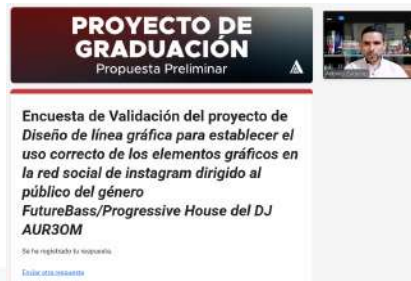 PROYECTO DE
GRADUACIÓN
Propuesta Preliminar
Encuesta de Validación del proyecto de
Diseño de línea gráfica para establecer el
uso correcto de los elementos gráficos en
la red social de instagram dirigido al
público del género
FutureBass/Progressive House del DJ
AUR3OM
Se ha registrado tu respuesta.
Enviar otra respuesta